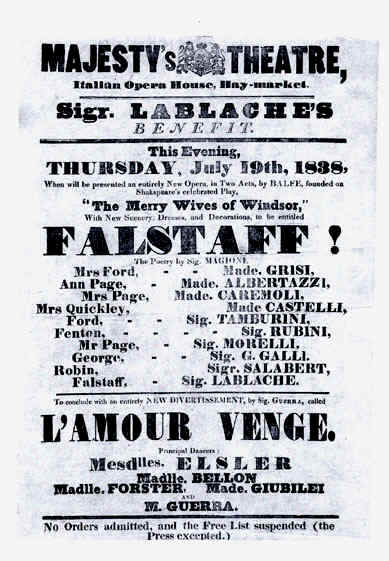 MAJESTY's THEATRE,
Italian Opera House, Hay-market.
Sigr. LABLACHE'S
BENEFIT.
This Evening,
THURSDAY, July 19th, 1838,
When will be presented an entirely New Opera, in Two Acts, by BALFE, founded on
Shakspeare's celebrated Play,
"The Merry Wives of Windsor,"
With New Scenery, Dresses, and Decorations, to be entitled
FALSTAFF!
The Poetry by Sig. MAGIONI.
Mrs Ford, - - Made. GRISI,
Ann Page, - Made. ALBERTAZZI,
Mrs Page, Made. CAREMOLI,
Mrs Quickley, Made CASTELLI,
Ford, - - Sig. TAMBURINI,
Fenton, - - Sig. RUBINI,
Mr Page, - Sig. MORELLI,
George, - - Sig. G. GALLI.
Robin, Sigr. SALABERT,
Falstaff, - Sig. LABLACHE.
To conclude with an entirely NEW DIVERTISSEMENT, by Sig. GUERRA, called
L'AMOUR VENGE.
Principal Dancers:
Mesdlles. ELSLER
Madlle. BELLON
Madlle. FORSTER, Made. GIUBILEI
AND
M. GUERRA.
No Orders admitted, and the Free List suspended (the
Press excepted.)